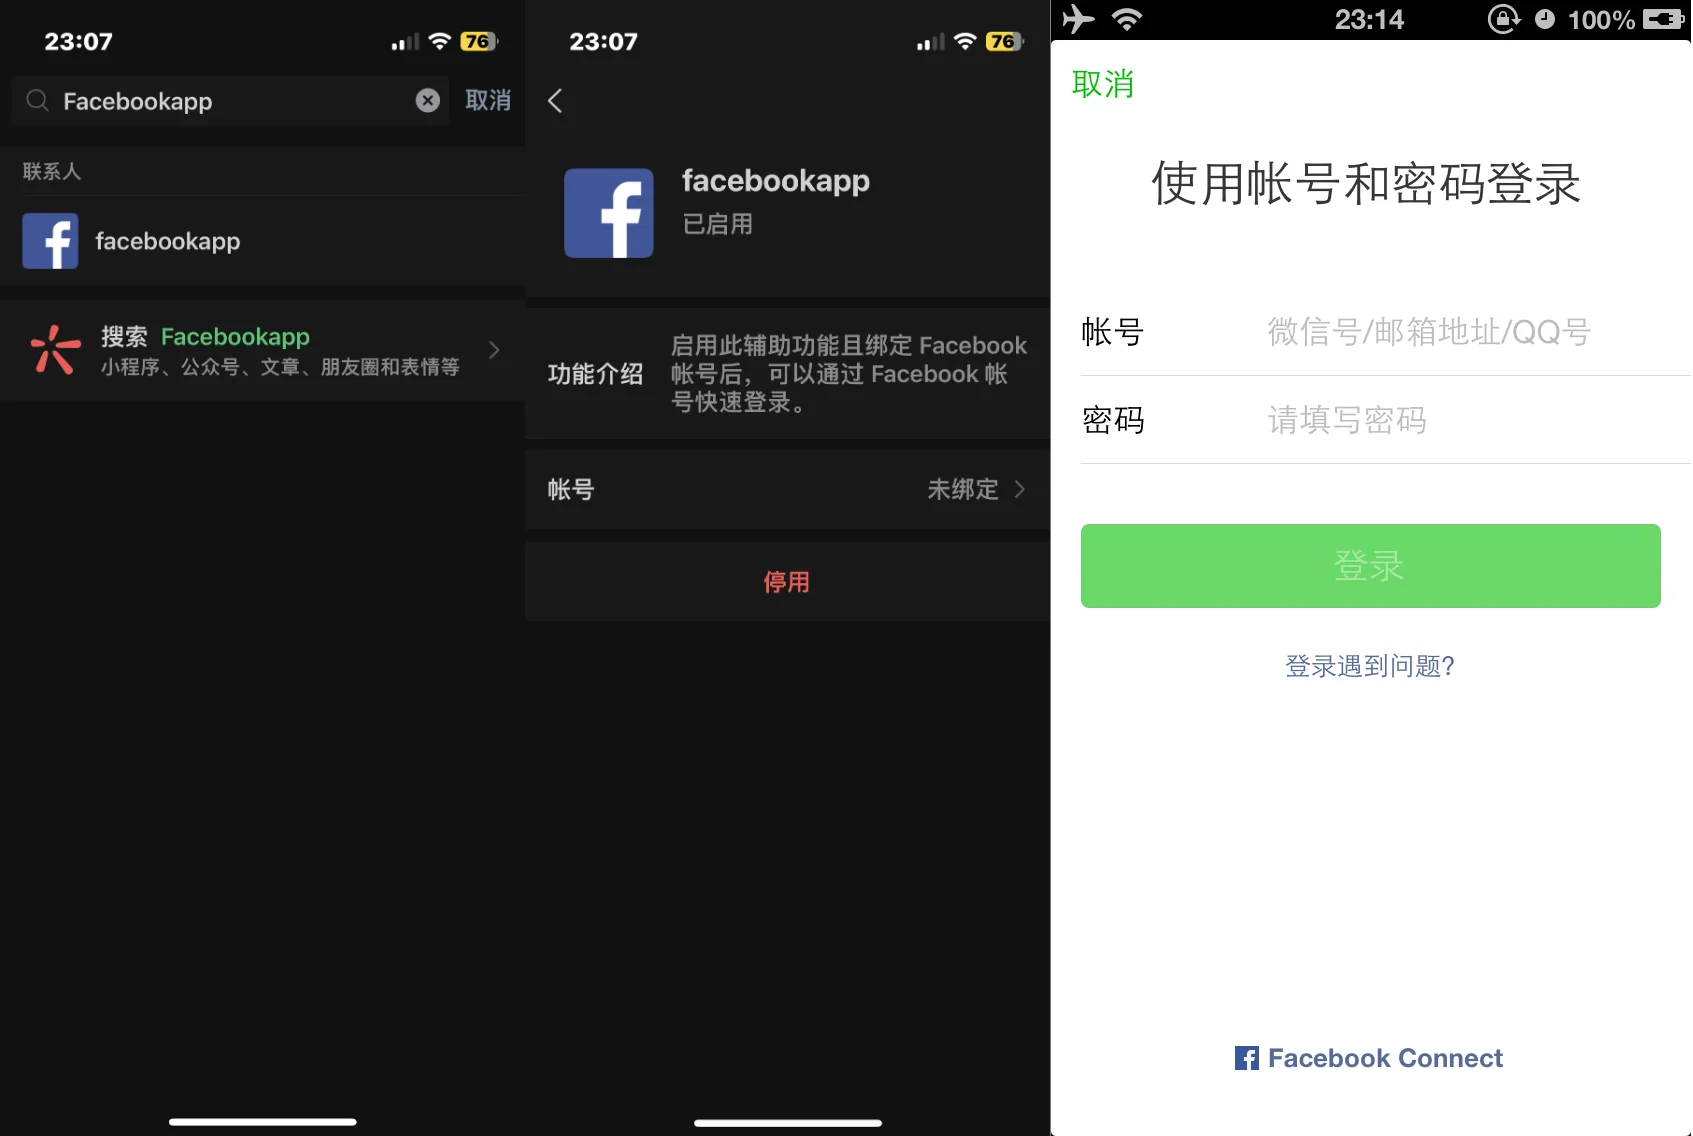 23:07
76
Facebookapp
取消
联系人
facebookapp
搜索 Facebookapp
小程序、公众号、文章、朋友圈和表情等
23:07
76
facebookapp
已启用
功能介绍
启用此辅助功能且绑定 Facebook
帐号后，可以通过 Facebook 帐
号快速登录。
帐号
未绑定
停用
23:14
100%
取消
使用帐号和密码登录
帐号
微信号/邮箱地址/QQ号
密码
请填写密码
登录
登录遇到问题?
Facebook Connect